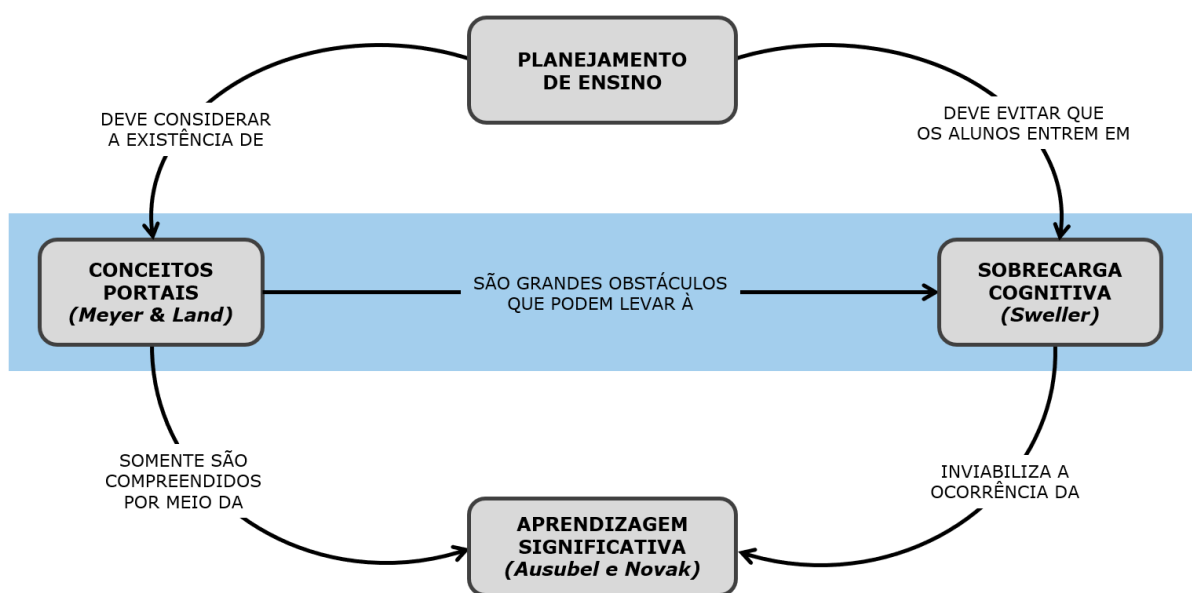 PLANEJAMENTO
DE ENSINO
DEVE CONSIDERAR
A EXISTÊNCIA DE
DEVE EVITAR QUE
OS ALUNOS ENTREM EM
CONCEITOS
PORTAIS
(Meyer & Land)
SÃO GRANDES OBSTÁCULOS
QUE PODEM LEVAR À
SOBRECARGA
COGNITIVA
(Sweller)
SOMENTE SÃO
COMPREENDIDOS
POR MEIO DA
INVIABILIZA A
OCORRÊNCIA DA
APRENDIZAGEM
SIGNIFICATIVA
(Ausubel e Novak)